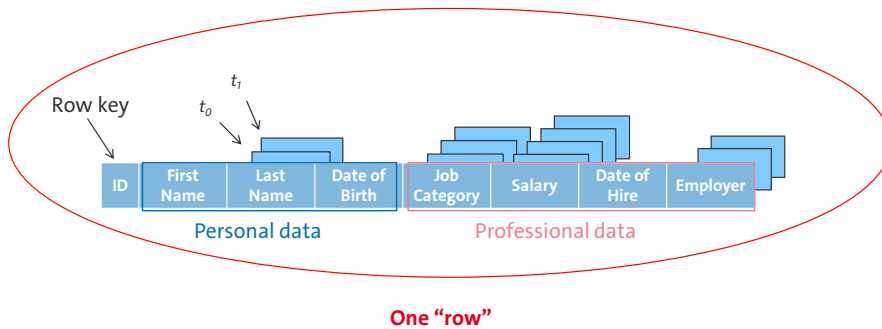 t1
t0
Row key
ID
First
Name
Last
Name
Date of
Birth
Job
Category
Salary
Date of
Hire
Employer
Personal data
Professional data
One “row”